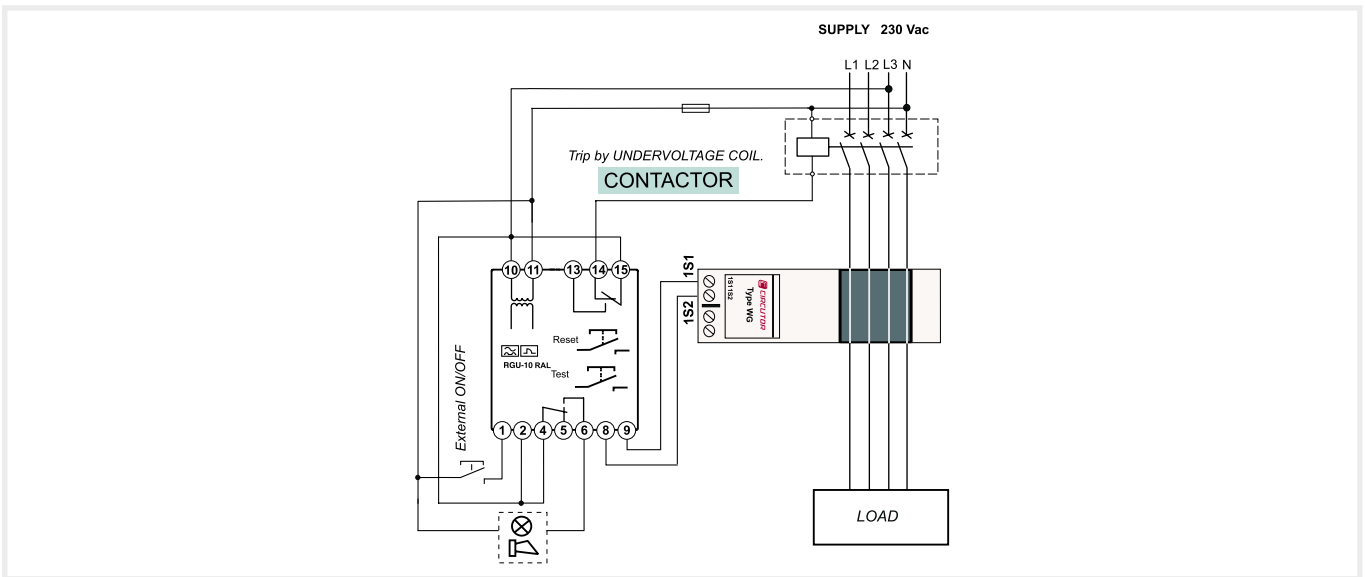 SUPPLY 230 Vac
L1 L2 L3 N
Trip by UNDERVOLTAGE COIL.
CONTACTOR
10 11 13 14 15
1S1
1S2
1S1 1S2
Type WG
CIRCUTOR
Reset
RGU-10 RAL
Test
External ON/OFF
1 2 4 5 6 8 9
LOAD